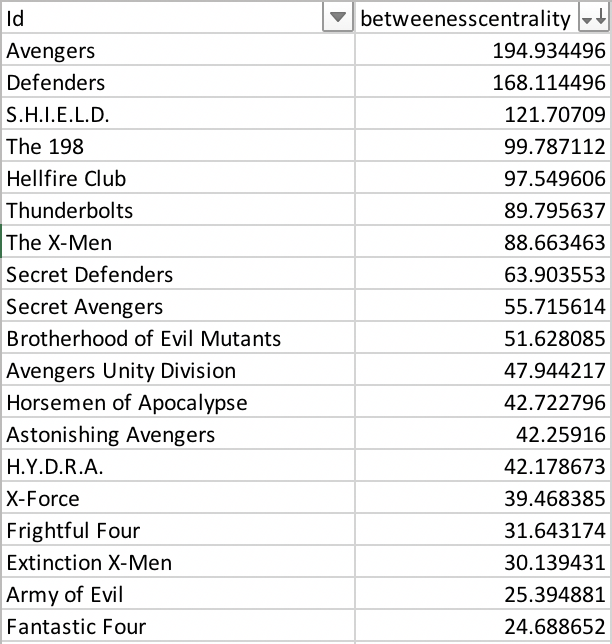 Id betweenesscentrality
Avengers 194.934496
Defenders 168.114496
S.H.I.E.L.D. 121.70709
The 198 99.787112
Hellfire Club 97.549606
Thunderbolts 89.795637
The X-Men 88.663463
Secret Defenders 63.903553
Secret Avengers 55.715614
Brotherhood of Evil Mutants 51.628085
Avengers Unity Division 47.944217
Horsemen of Apocalypse 42.722796
Astonishing Avengers 42.25916
H.Y.D.R.A. 42.178673
X-Force 39.468385
Frightful Four 31.643174
Extinction X-Men 30.139431
Army of Evil 25.394881
Fantastic Four 24.688652